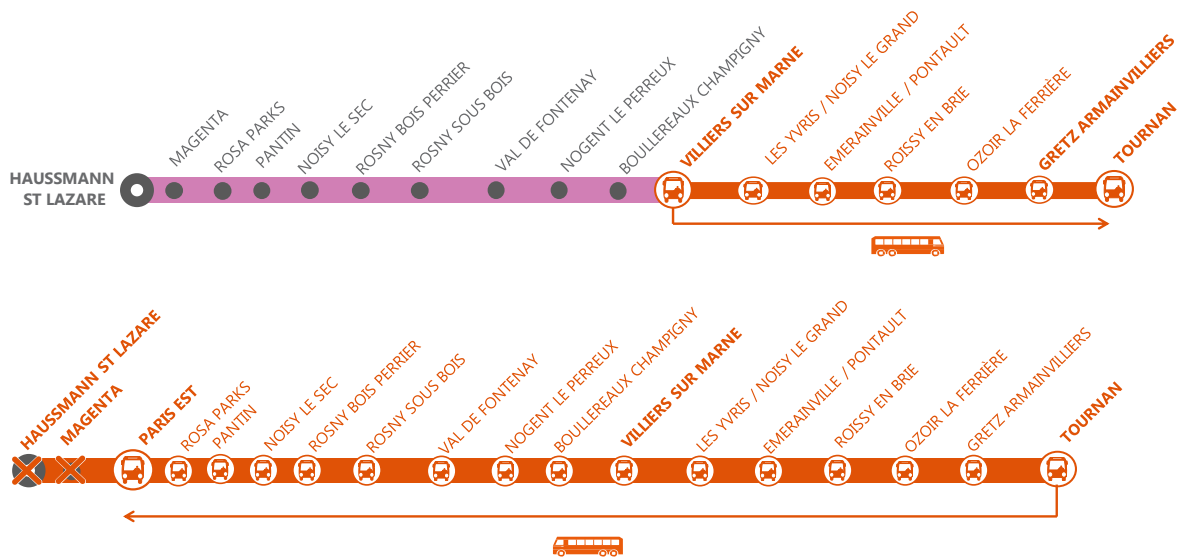 HAUSSMANN
ST LAZARE
MAGENTA
ROSA PARKS
PANTIN
NOISY LE SEC
ROSNY BOIS PERRIER
ROSNY SOUS BOIS
VAL DE FONTENAY
NOGENT LE PERREUX
BOULLEREAUX CHAMPIGNY
VILLIERS SUR MARNE
LES YVRIS / NOISY LE GRAND
EMERAINVILLE / PONTAULT
ROISSY EN BRIE
OZOIR LA FERRIÈRE
GRETZ ARMAINVILLIERS
TOURNAN
HAUSSMANN ST LAZARE
MAGENTA
PARIS EST
ROSA PARKS
PANTIN
NOISY LE SEC
ROSNY BOIS PERRIER
ROSNY SOUS BOIS
VAL DE FONTENAY
NOGENT LE PERREUX
BOULLEREAUX CHAMPIGNY
VILLIERS SUR MARNE
LES YVRIS / NOISY LE GRAND
EMERAINVILLE / PONTAULT
ROISSY EN BRIE
OZOIR LA FERRIÈRE
GRETZ ARMAINVILLIERS
TOURNAN